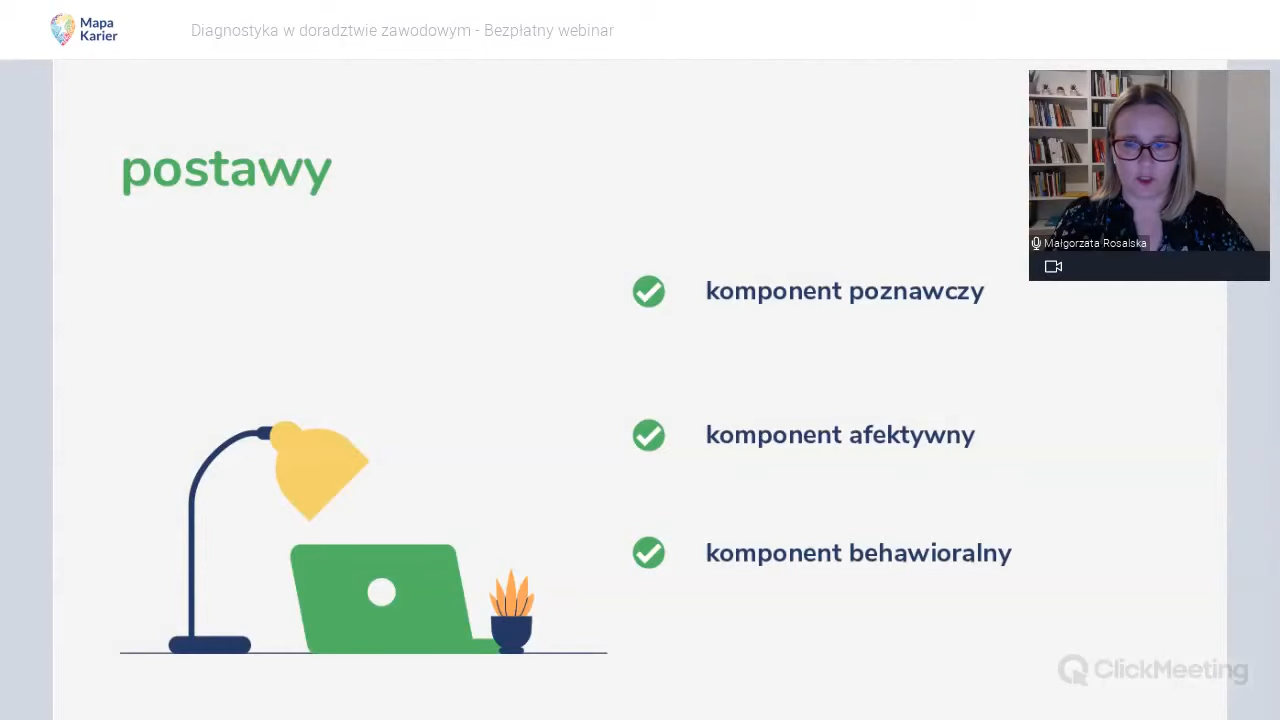 Mapa
Karier
Diagnostyka w doradztwie zawodowym - Bezpłatny webinar
postawy
Małgorzata Rosalska
komponent poznawczy
komponent afektywny
komponent behawioralny
ClickMeeting